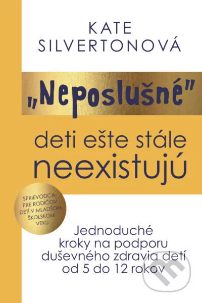 KATE
SILVERTONOVÁ
„Neposlušné”
deti ešte stále
neexistujú
SPRIEVODCA
PRE RODIČOV
DETÍ V MLADŠOM
ŠKOLSKOM
VEKU
Jednoduché
kroky na podporu
duševného zdravia detí
od 5 do 12 rokov